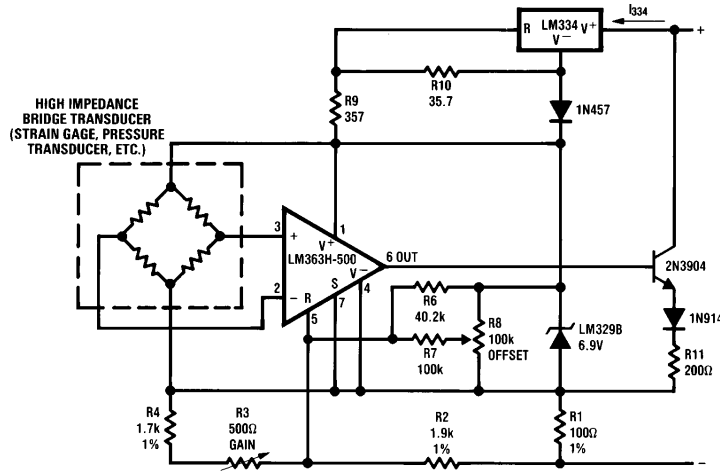 I334
R LM334 V+
V−
+
R10
35.7
R9
357
1N457
HIGH IMPEDANCE
BRIDGE TRANSDUCER
(STRAIN GAGE, PRESSURE
TRANSDUCER, ETC.)
3
1
+
V+
LM363H-500
6 OUT
V−
S
R
2
−
7
4
5
2N3904
1N914
R6
40.2k
R7
100k
R8
100k
OFFSET
LM329B
6.9V
R11
200Ω
R4
1.7k
1%
R3
500Ω
GAIN
R2
1.9k
1%
R1
100Ω
1%
−